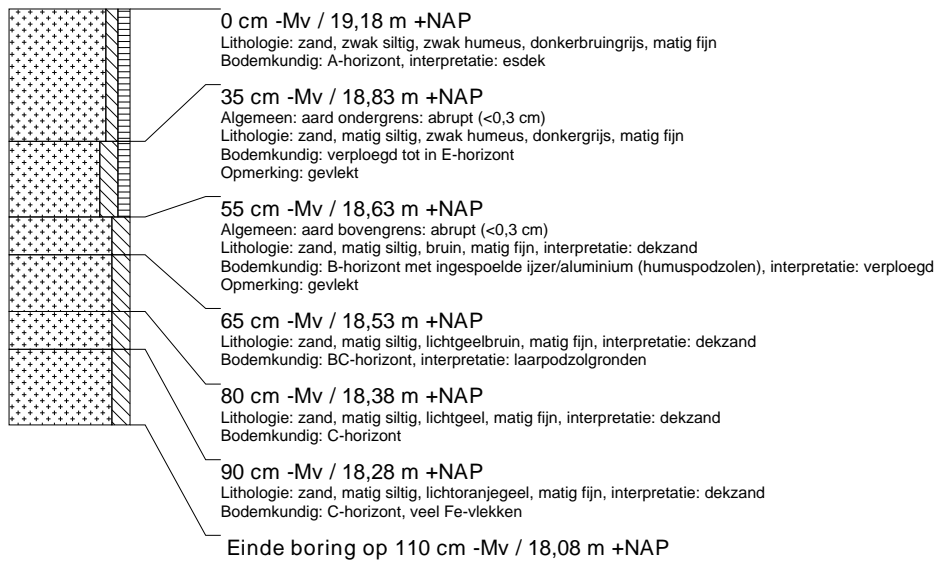 0 cm -Mv / 19,18 m +NAP
Lithologie: zand, zwak siltig, zwak humeus, donkerbruingrijs, matig fijn
Bodemkundig: A-horizont, interpretatie: esdek
35 cm -Mv / 18,83 m +NAP
Algemeen: aard ondergrens: abrupt (<0,3 cm)
Lithologie: zand, matig siltig, zwak humeus, donkergrijs, matig fijn
Bodemkundig: verploegd tot in E-horizont
Opmerking: gevlekt
55 cm -Mv / 18,63 m +NAP
Algemeen: aard bovengrens: abrupt (<0,3 cm)
Lithologie: zand, matig siltig, bruin, matig fijn, interpretatie: dekzand
Bodemkundig: B-horizont met ingespoelde ijzer/aluminium (humuspodzolen), interpretatie: verploegd
Opmerking: gevlekt
65 cm -Mv / 18,53 m +NAP
Lithologie: zand, matig siltig, lichtgeelbruin, matig fijn, interpretatie: dekzand
Bodemkundig: BC-horizont, interpretatie: laarpodzolgronden
80 cm -Mv / 18,38 m +NAP
Lithologie: zand, matig siltig, lichtgeel, matig fijn, interpretatie: dekzand
Bodemkundig: C-horizont
90 cm -Mv / 18,28 m +NAP
Lithologie: zand, matig siltig, lichtoranjegeel, matig fijn, interpretatie: dekzand
Bodemkundig: C-horizont, veel Fe-vlekken
Einde boring op 110 cm -Mv / 18,08 m +NAP